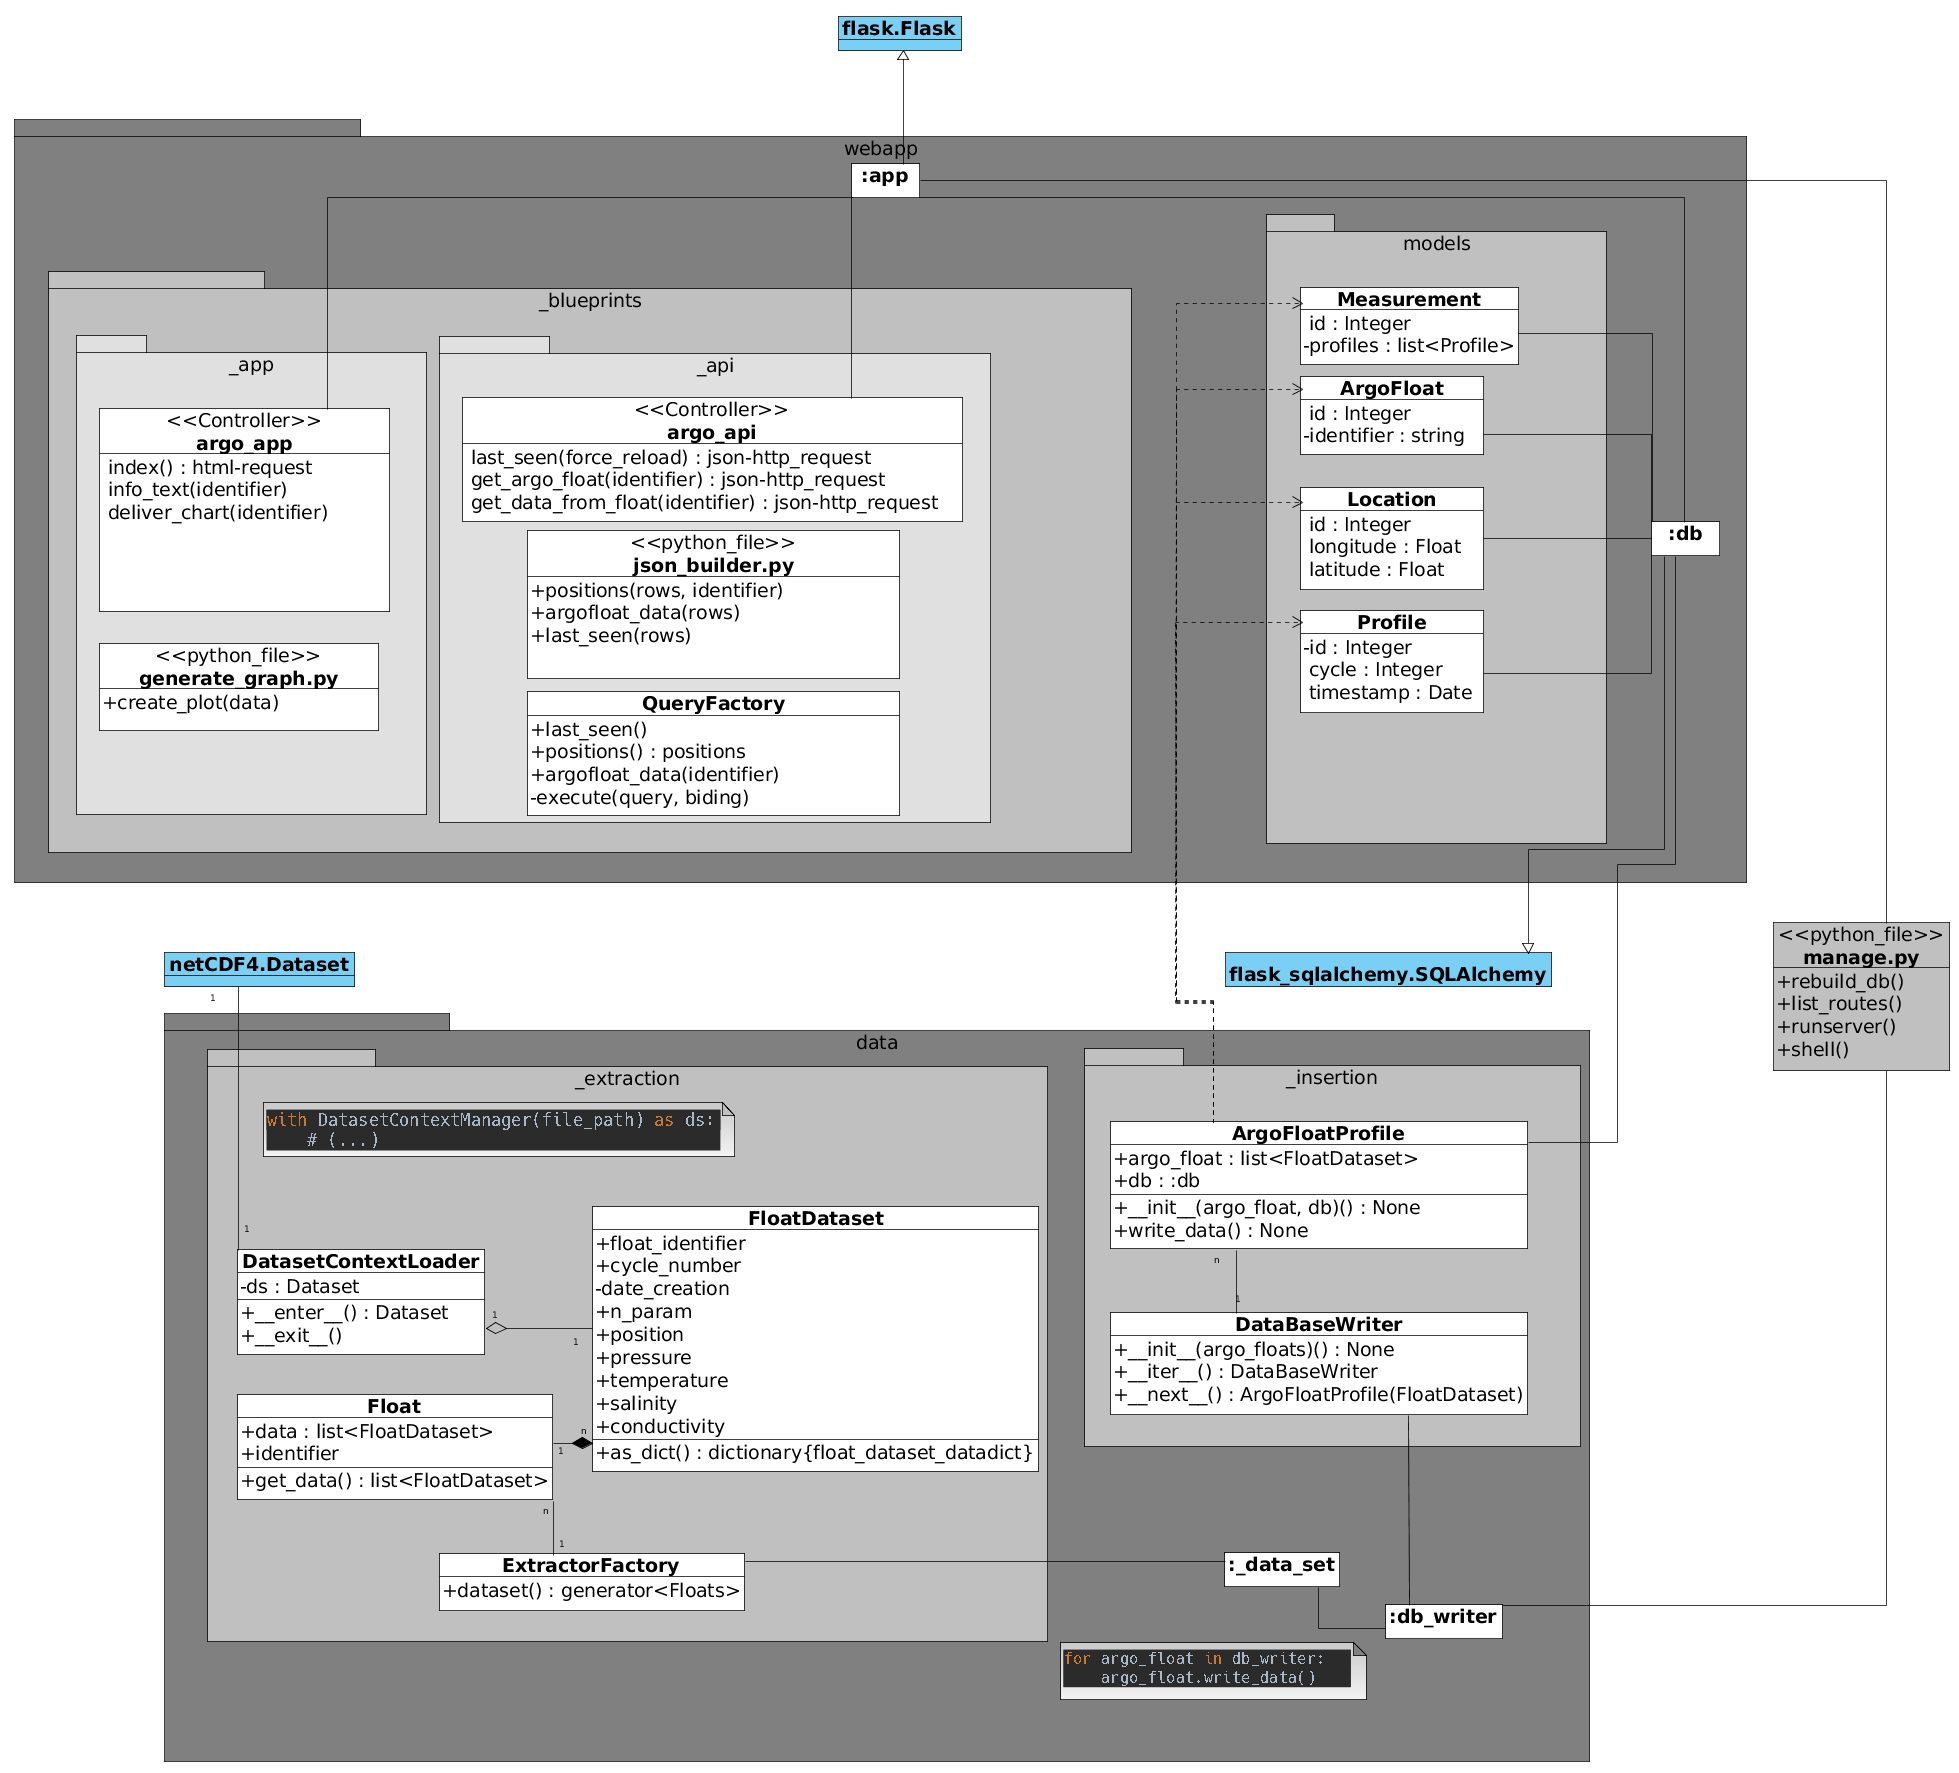 flask.Flask
webapp
:app
models
_blueprints
Measurement
id : Integer
-profiles : list<Profile>
_app
_api
ArgoFloat
id : Integer
-identifier : string
<<Controller>>
argo_app
index() : html-request
info_text(identifier)
deliver_chart(identifier)
<<Controller>>
argo_api
last_seen(force_reload) : json-http_request
get_argo_float(identifier) : json-http_request
get_data_from_float(identifier) : json-http_request
Location
id : Integer
longitude : Float
latitude : Float
:db
<<python_file>>
json_builder.py
+positions(rows, identifier)
+argofloat_data(rows)
+last_seen(rows)
Profile
-id : Integer
cycle : Integer
timestamp : Date
<<python_file>>
generate_graph.py
+create_plot(data)
QueryFactory
+last_seen()
+positions() : positions
+argofloat_data(identifier)
-execute(query, biding)
<<python_file>>
manage.py
+rebuild_db()
+list_routes()
+runserver()
+shell()
netCDF4.Dataset
flask_sqlalchemy.SQLAlchemy
1
data
_extraction
_insertion
with DatasetContextManager(file_path) as ds:
# (...)
ArgoFloatProfile
+argo_float : list<FloatDataset>
+db : :db
+__init__(argo_float, db)() : None
+write_data() : None
1
FloatDataset
+float_identifier
+cycle_number
-date_creation
+n_param
+position
+pressure
+temperature
+salinity
+conductivity
+as_dict() : dictionary{float_dataset_datadict}
DatasetContextLoader
-ds : Dataset
+__enter__() : Dataset
+__exit__()
1
1
n
1
DataBaseWriter
+__init__(argo_floats)() : None
+__iter__() : DataBaseWriter
+__next__() : ArgoFloatProfile(FloatDataset)
Float
+data : list<FloatDataset>
+identifier
+get_data() : list<FloatDataset>
n
1
n
1
ExtractorFactory
+dataset() : generator<Floats>
:_data_set
:db_writer
for argo_float in db_writer:
argo_float.write_data()